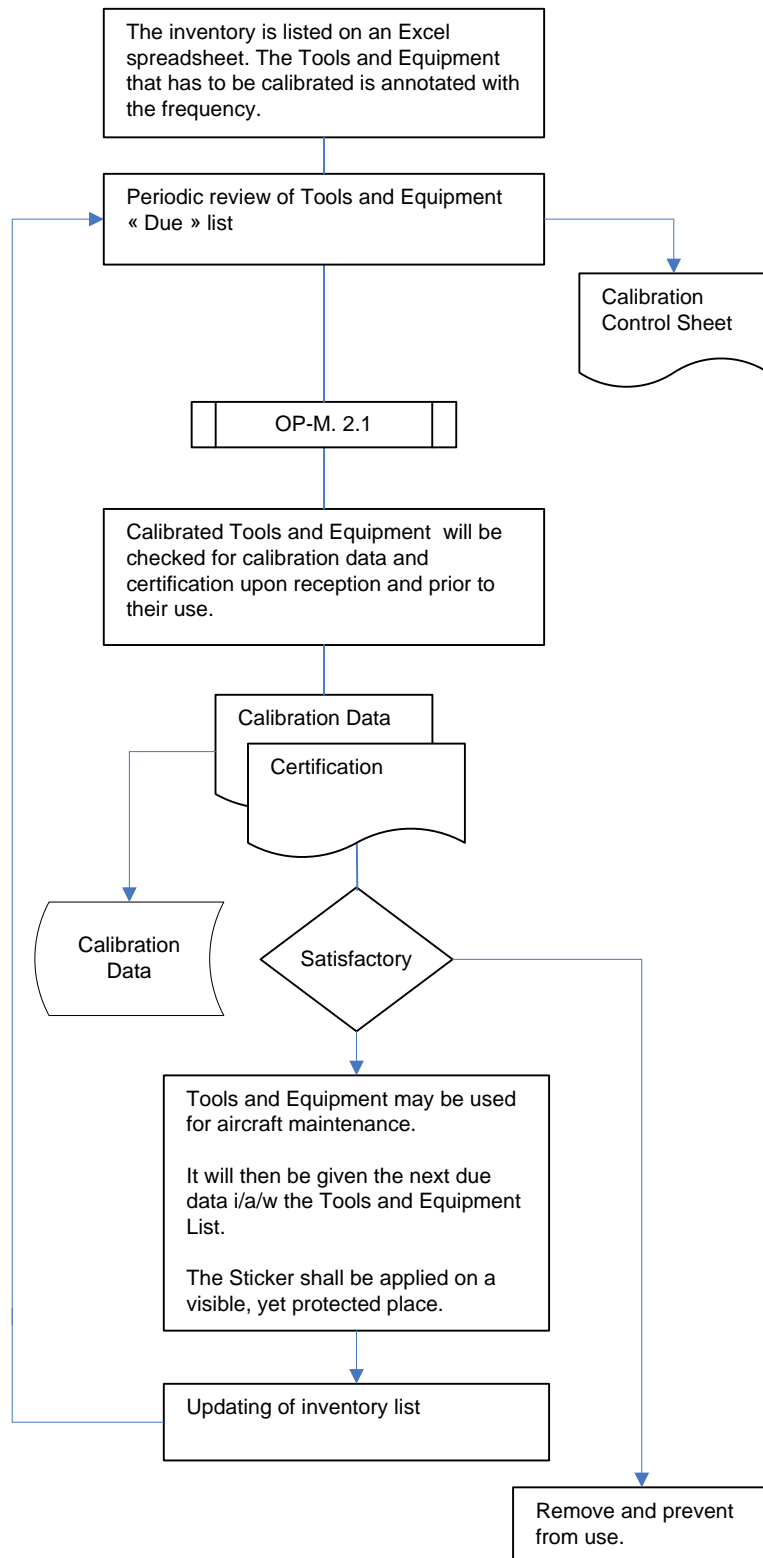 The inventory is listed on an Excel
spreadsheet. The Tools and Equipment
that has to be calibrated is annotated with
the frequency.
Periodic review of Tools and Equipment
« Due » list
Calibration
Control Sheet
OP-M. 2.1
Calibrated Tools and Equipment  will be
checked for calibration data and
certification upon reception and prior to
their use.
Calibration Data
Certification
Calibration
Data
Satisfactory
Tools and Equipment may be used
for aircraft maintenance.
It will then be given the next due
data i/a/w the Tools and Equipment
List.
The Sticker shall be applied on a
visible, yet protected place.
Updating of inventory list
Remove and prevent
from use.